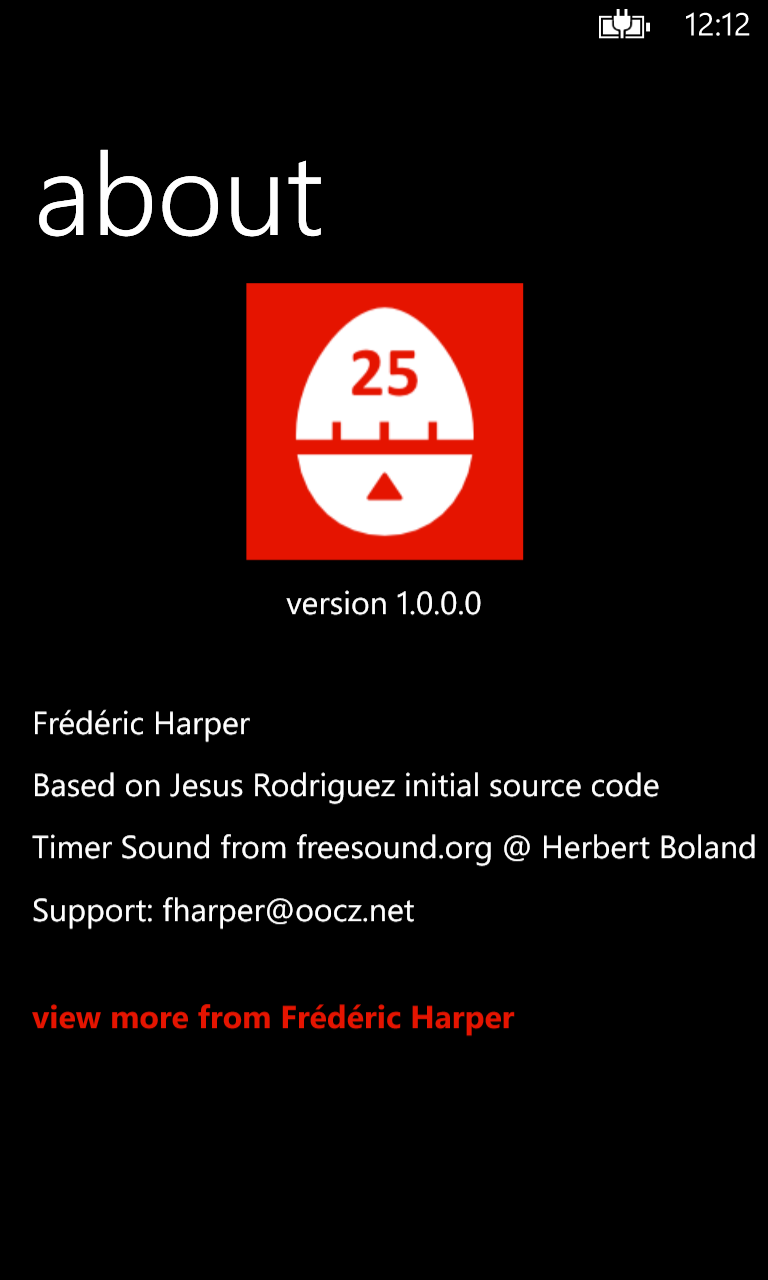 12:12
about
25
version 1.0.0.0
Frédéric Harper
Based on Jesus Rodriguez initial source code
Timer Sound from freesound.org @ Herbert Boland
Support: fharper@oocz.net
view more from Frédéric Harper